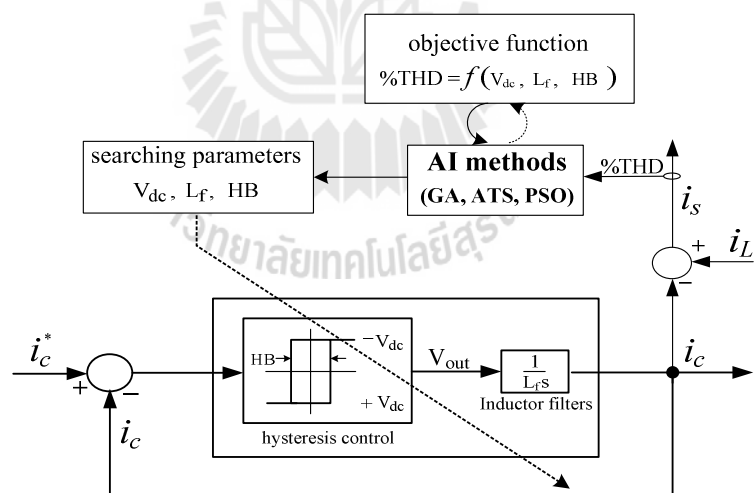 objective function
%THD = f(Vdc, Lf, HB)
searching parameters
Vdc, Lf, HB
AI methods
(GA, ATS, PSO)
%THD
is
+
iL
−
ic*
+
−
ic
HB
−Vdc
+Vdc
hysteresis control
Vout
1
Lfs
Inductor filters
ic